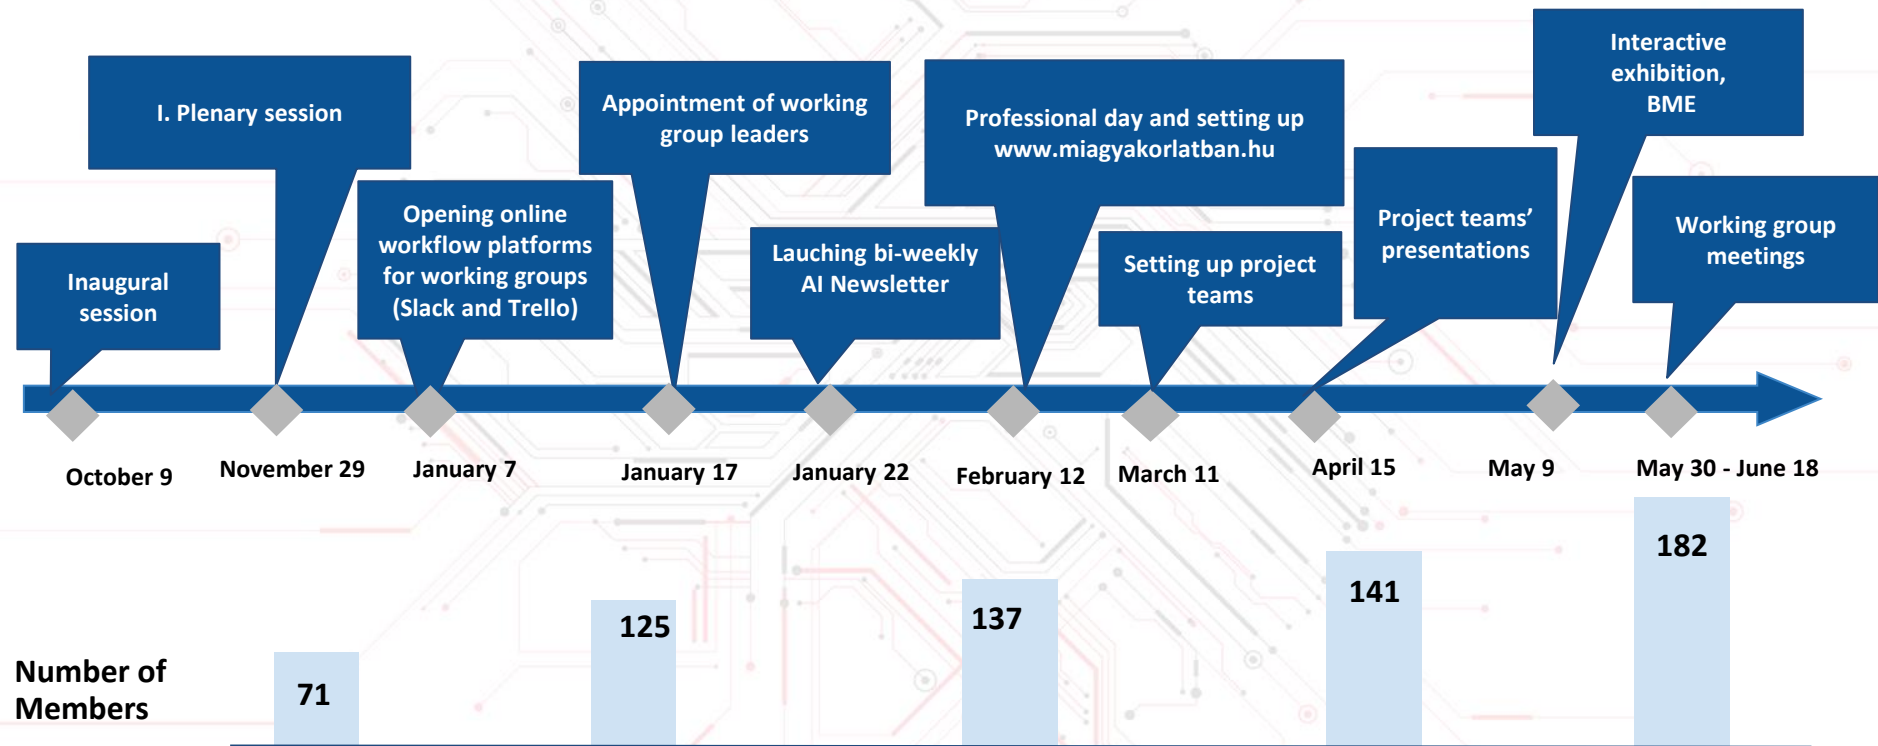 Inaugural
session
I. Plenary session
Opening online
workflow platforms
for working groups
(Slack and Trello)
Appointment of working
group leaders
Lauching bi-weekly
AI Newsletter
Professional day and setting up
www.miagyakorlatban.hu
Setting up project
teams
Project teams’
presentations
Interactive
exhibition,
BME
Working group
meetings
October 9
November 29
January 7
January 17
January 22
February 12
March 11
April 15
May 9
May 30 - June 18
Number of
Members
71
125
137
141
182